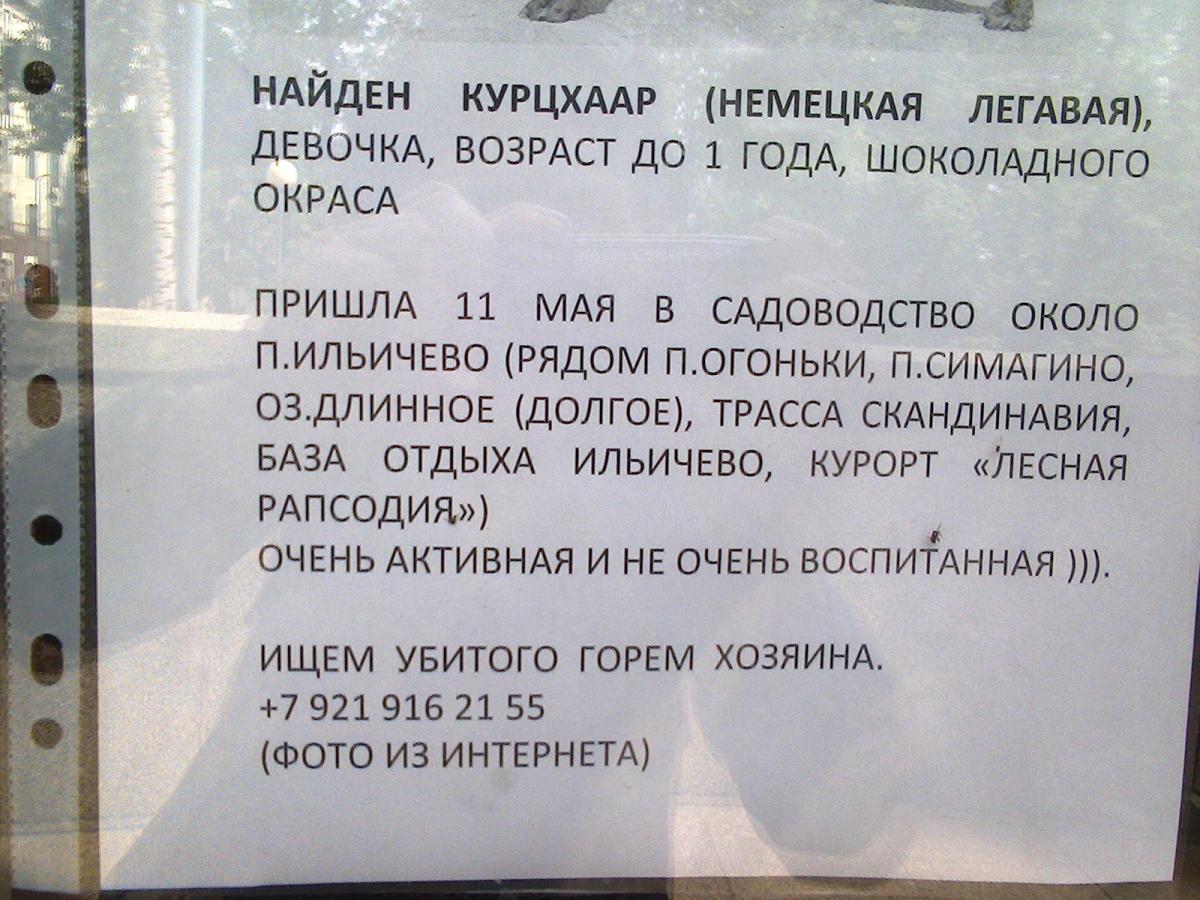 НАЙДЕН КУРЦХААР (НЕМЕЦКАЯ ЛЕГАВАЯ),
ДЕВОЧКА, ВОЗРАСТ ДО 1 ГОДА, ШОКОЛАДНОГО
ОКРАСА
ПРИШЛА 11 МАЯ В САДОВОДСТВО ОКОЛО
П.ИЛЬИЧЕВО (РЯДОМ П.ОГОНЬКИ, П.СИМАГИНО,
ОЗ.ДЛИННОЕ (ДОЛГОЕ), ТРАССА СКАНДИНАВИЯ,
БАЗА ОТДЫХА ИЛЬИЧЕВО, КУРОРТ «ЛЕСНАЯ
РАПСОДИЯ»)
ОЧЕНЬ АКТИВНАЯ И НЕ ОЧЕНЬ ВОСПИТАННАЯ ))).
ИЩЕМ УБИТОГО ГОРЕМ ХОЗЯИНА.
+7 921 916 21 55
(ФОТО ИЗ ИНТЕРНЕТА)